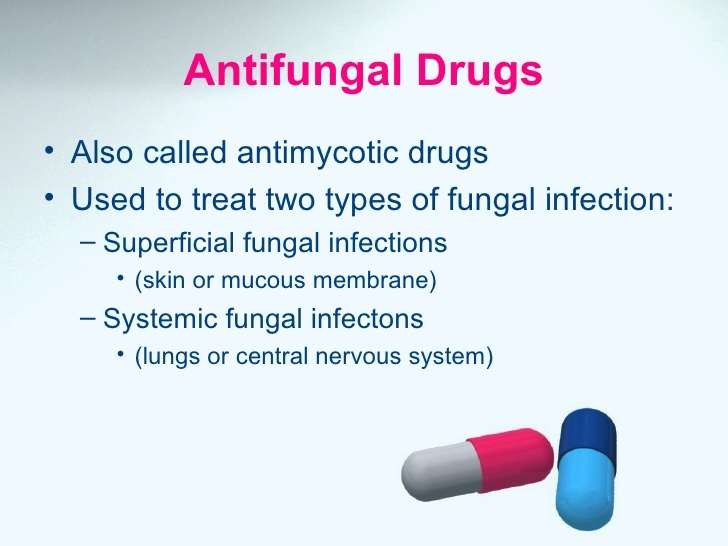 Antifungal Drugs
• Also called antimycotic drugs
• Used to treat two types of fungal infection:
– Superficial fungal infections
• (skin or mucous membrane)
– Systemic fungal infectons
• (lungs or central nervous system)